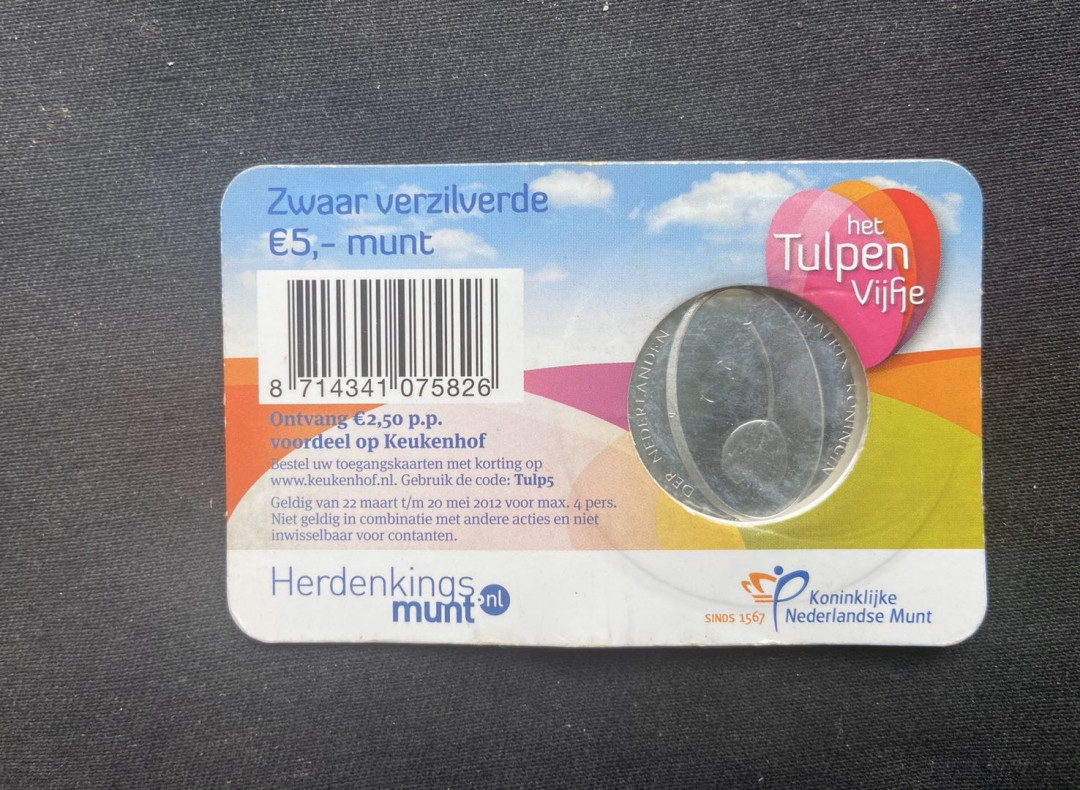 Zwaar verzilverde
€5,- munt
het
Tulpen
Vijfje
8 714341 075826
BEATRIX KONINGIN
DER NEDERLANDEN
Ontvang €2,50 p.p.
voordeel op Keukenhof
Bestel uw toegangskaarten met korting op
www.keukenhof.nl. Gebruik de code: Tulp5
Geldig van 22 maart t/m 20 mei 2012 voor max. 4 pers.
Niet geldig in combinatie met andere acties en niet
inwisselbaar voor contanten.
Herdenkings
munt.nl
SINDS 1567
Koninklijke
Nederlandse Munt